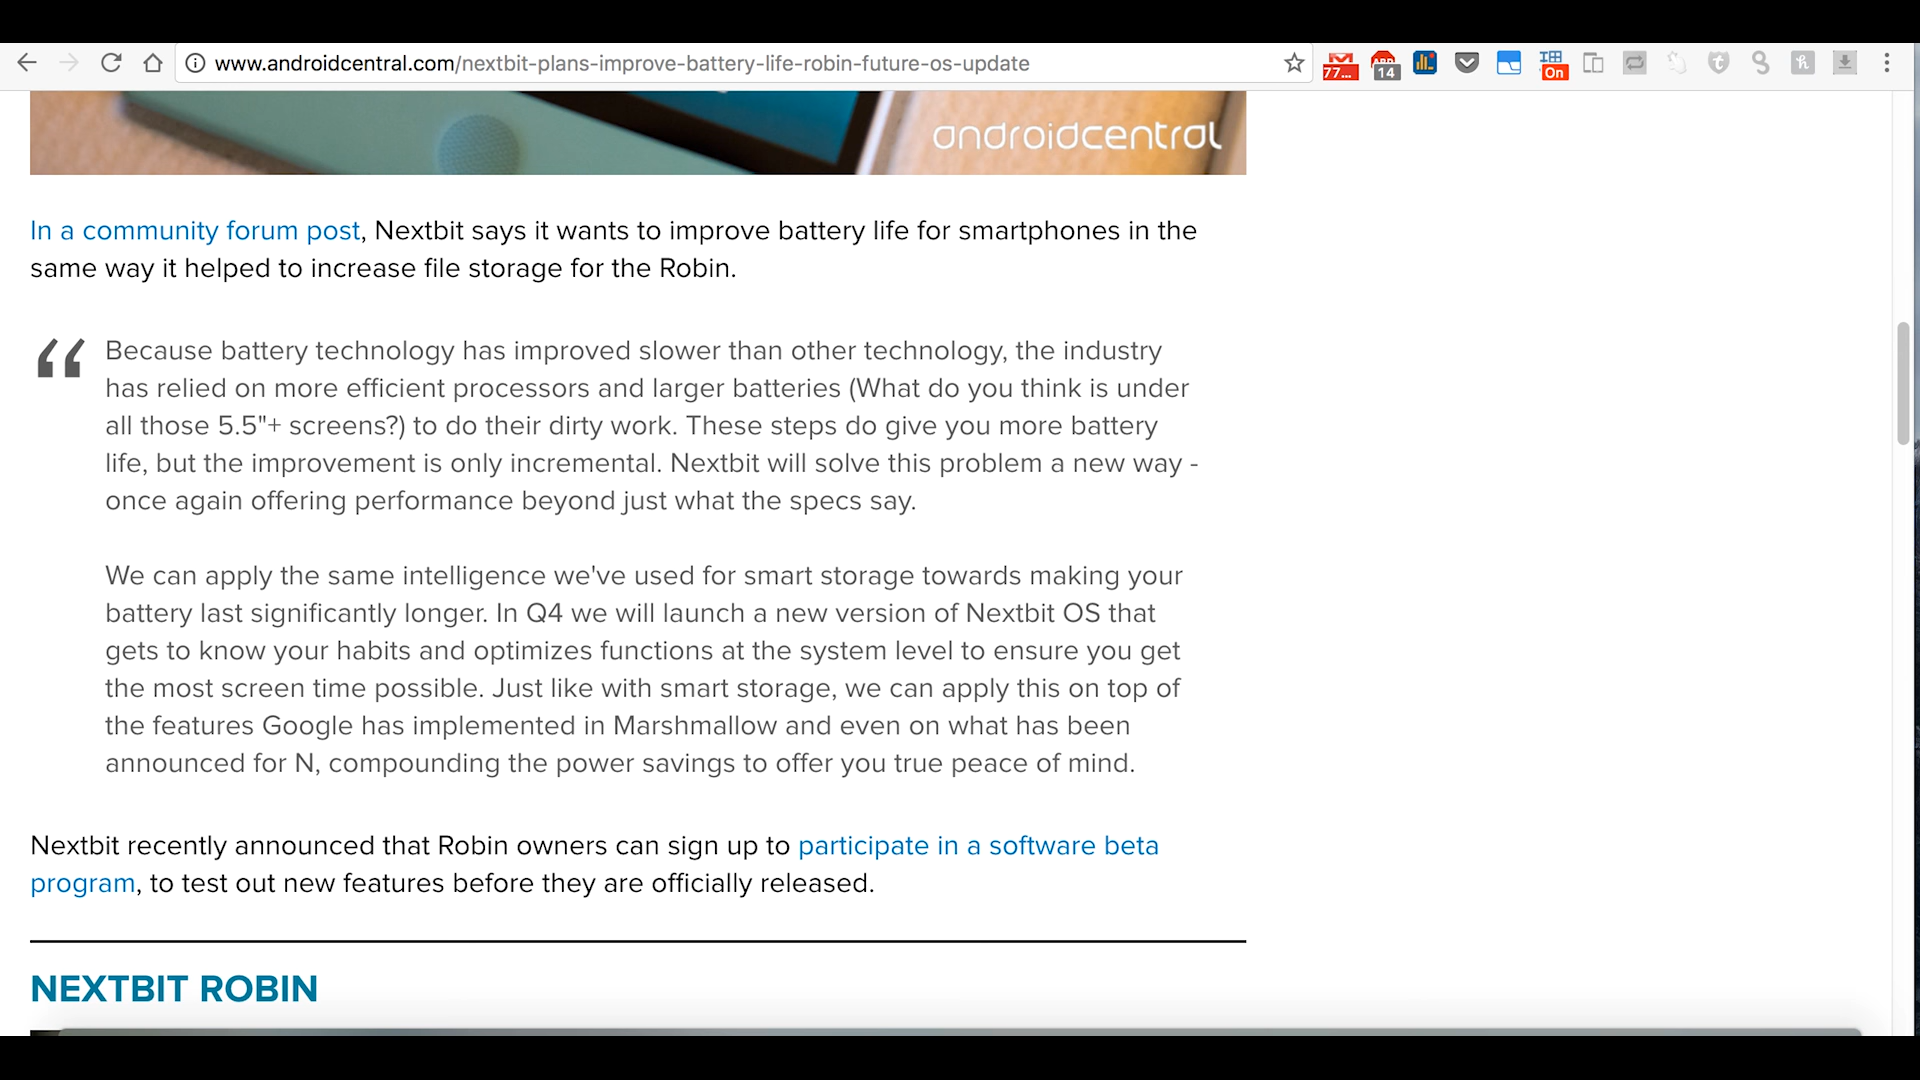 www.androidcentral.com/nextbit-plans-improve-battery-life-robin-future-os-update
77...
14
On
androidcentral
In a community forum post, Nextbit says it wants to improve battery life for smartphones in the
same way it helped to increase file storage for the Robin.
“ Because battery technology has improved slower than other technology, the industry
has relied on more efficient processors and larger batteries (What do you think is under
all those 5.5"+ screens?) to do their dirty work. These steps do give you more battery
life, but the improvement is only incremental. Nextbit will solve this problem a new way -
once again offering performance beyond just what the specs say.
We can apply the same intelligence we've used for smart storage towards making your
battery last significantly longer. In Q4 we will launch a new version of Nextbit OS that
gets to know your habits and optimizes functions at the system level to ensure you get
the most screen time possible. Just like with smart storage, we can apply this on top of
the features Google has implemented in Marshmallow and even on what has been
announced for N, compounding the power savings to offer you true peace of mind.
Nextbit recently announced that Robin owners can sign up to participate in a software beta
program, to test out new features before they are officially released.
NEXTBIT ROBIN